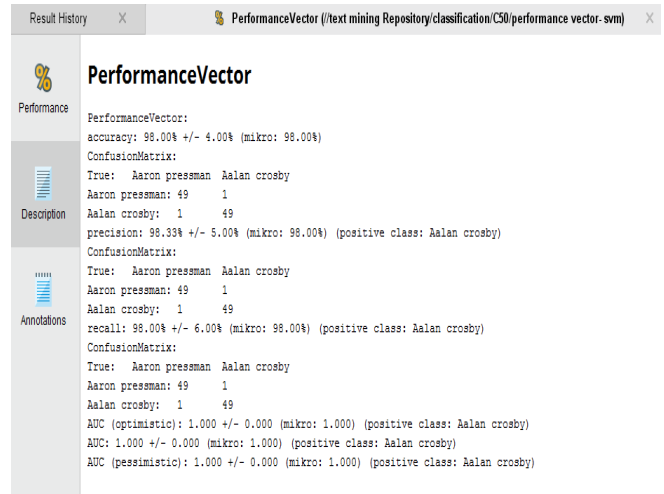 Result History X % PerformanceVector (//text mining Repository/classification/C50/performance vector- svm) X
%
PerformanceVector
Performance
PerformanceVector:
accuracy: 98.00% +/- 4.00% (mikro: 98.00%)
ConfusionMatrix:
True: Aaron pressman Aalan crosby
Aaron pressman: 49 1
Aalan crosby: 1 49
Description
precision: 98.33% +/- 5.00% (mikro: 98.00%) (positive class: Aalan crosby)
ConfusionMatrix:
True: Aaron pressman Aalan crosby
Aaron pressman: 49 1
Aalan crosby: 1 49
Annotations
recall: 98.00% +/- 6.00% (mikro: 98.00%) (positive class: Aalan crosby)
ConfusionMatrix:
True: Aaron pressman Aalan crosby
Aaron pressman: 49 1
Aalan crosby: 1 49
AUC (optimistic): 1.000 +/- 0.000 (mikro: 1.000) (positive class: Aalan crosby)
AUC: 1.000 +/- 0.000 (mikro: 1.000) (positive class: Aalan crosby)
AUC (pessimistic): 1.000 +/- 0.000 (mikro: 1.000) (positive class: Aalan crosby)